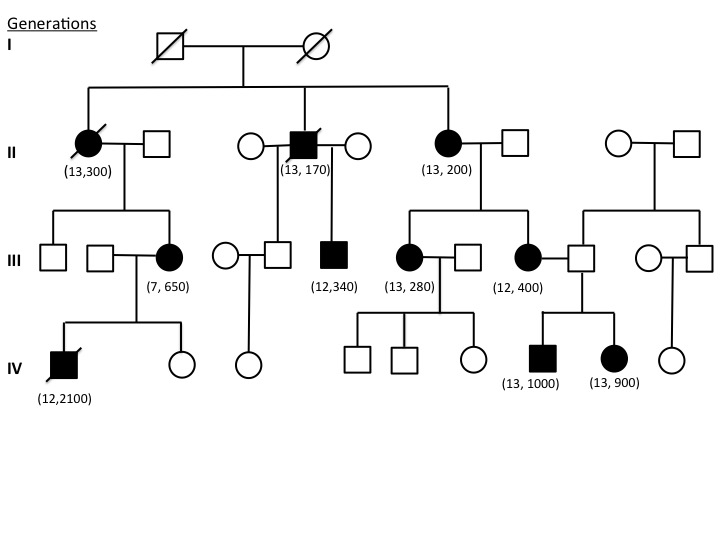 Generations
I
II
(13,300)
(13, 170)
(13, 200)
III
(7, 650)
(12,340)
(13, 280)
(12, 400)
IV
(12,2100)
(13, 1000)
(13, 900)